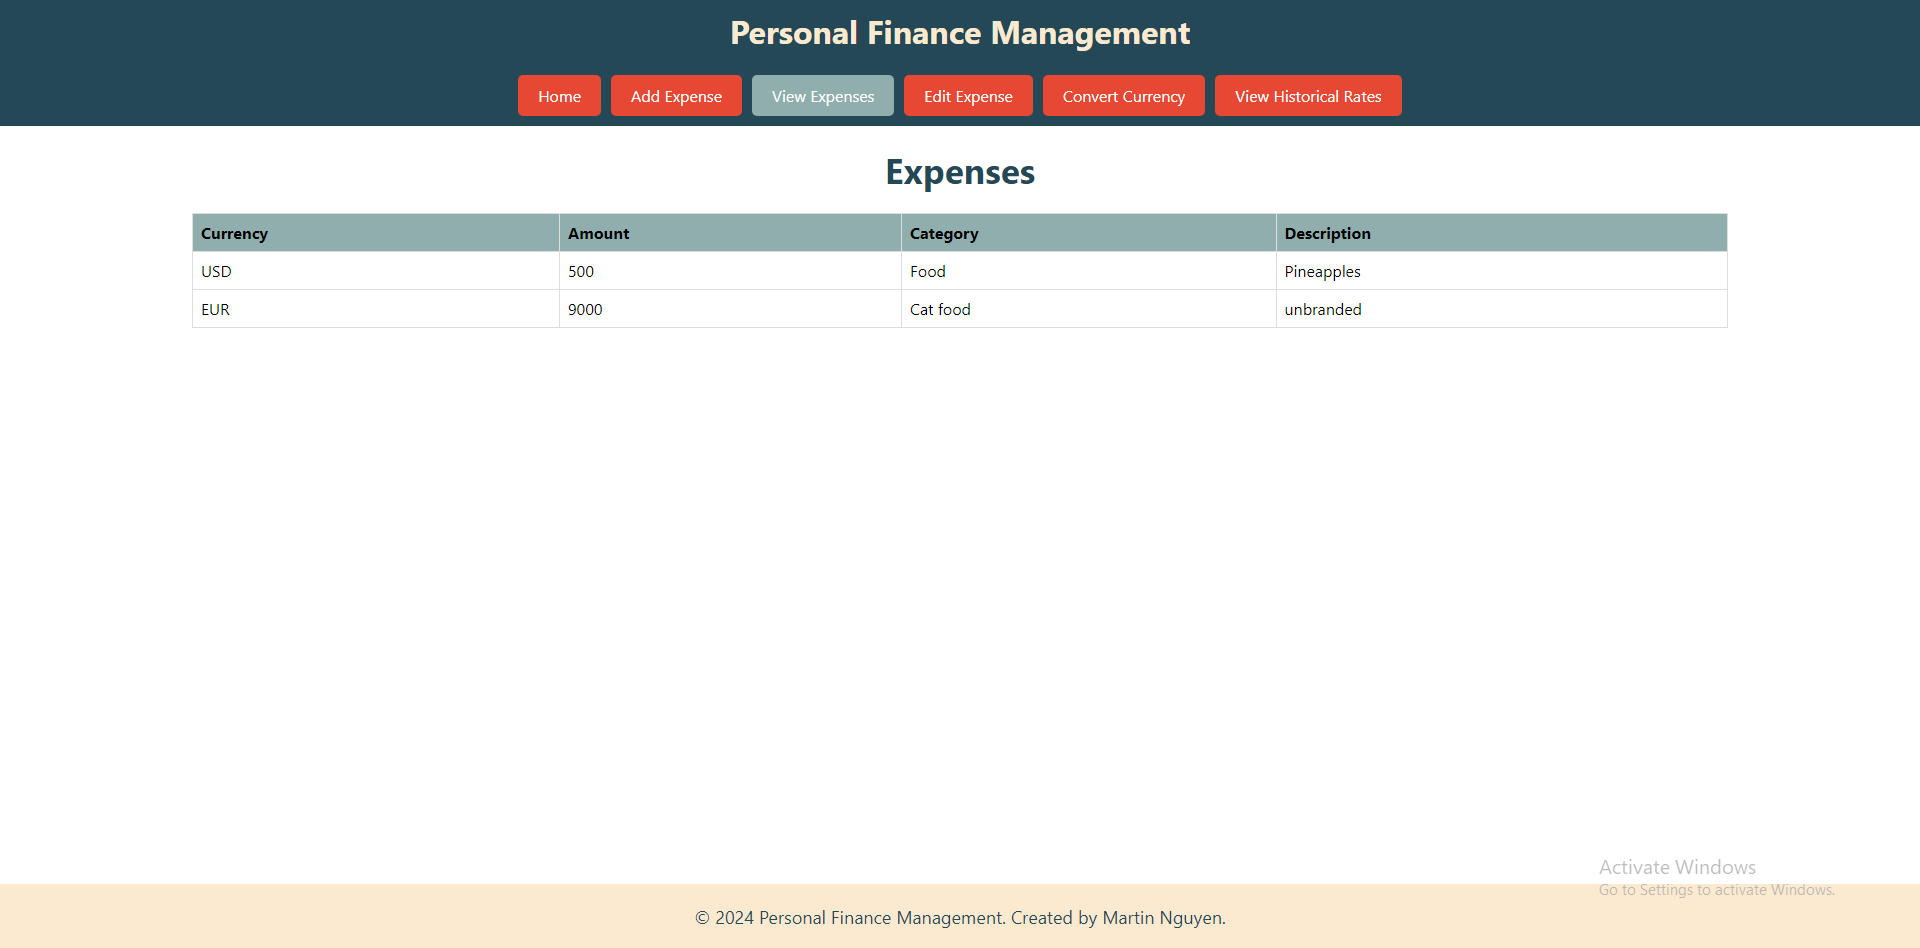 Personal Finance Management
Home Add Expense View Expenses Edit Expense Convert Currency View Historical Rates
Expenses
Currency Amount Category Description
USD 500 Food Pineapples
EUR 9000 Cat food unbranded
Activate Windows
Go to Settings to activate Windows.
© 2024 Personal Finance Management. Created by Martin Nguyen.